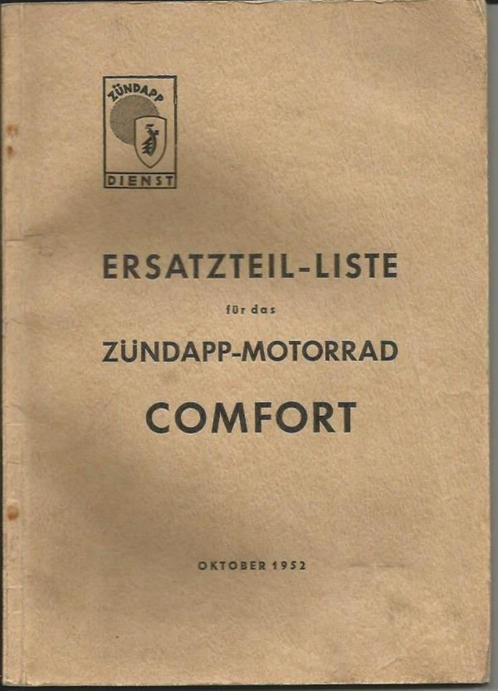 ZÜNDAPP
DIENST
ERSATZTEIL-LISTE
für das
ZÜNDAPP-MOTORRAD
COMFORT
OKTOBER 1952